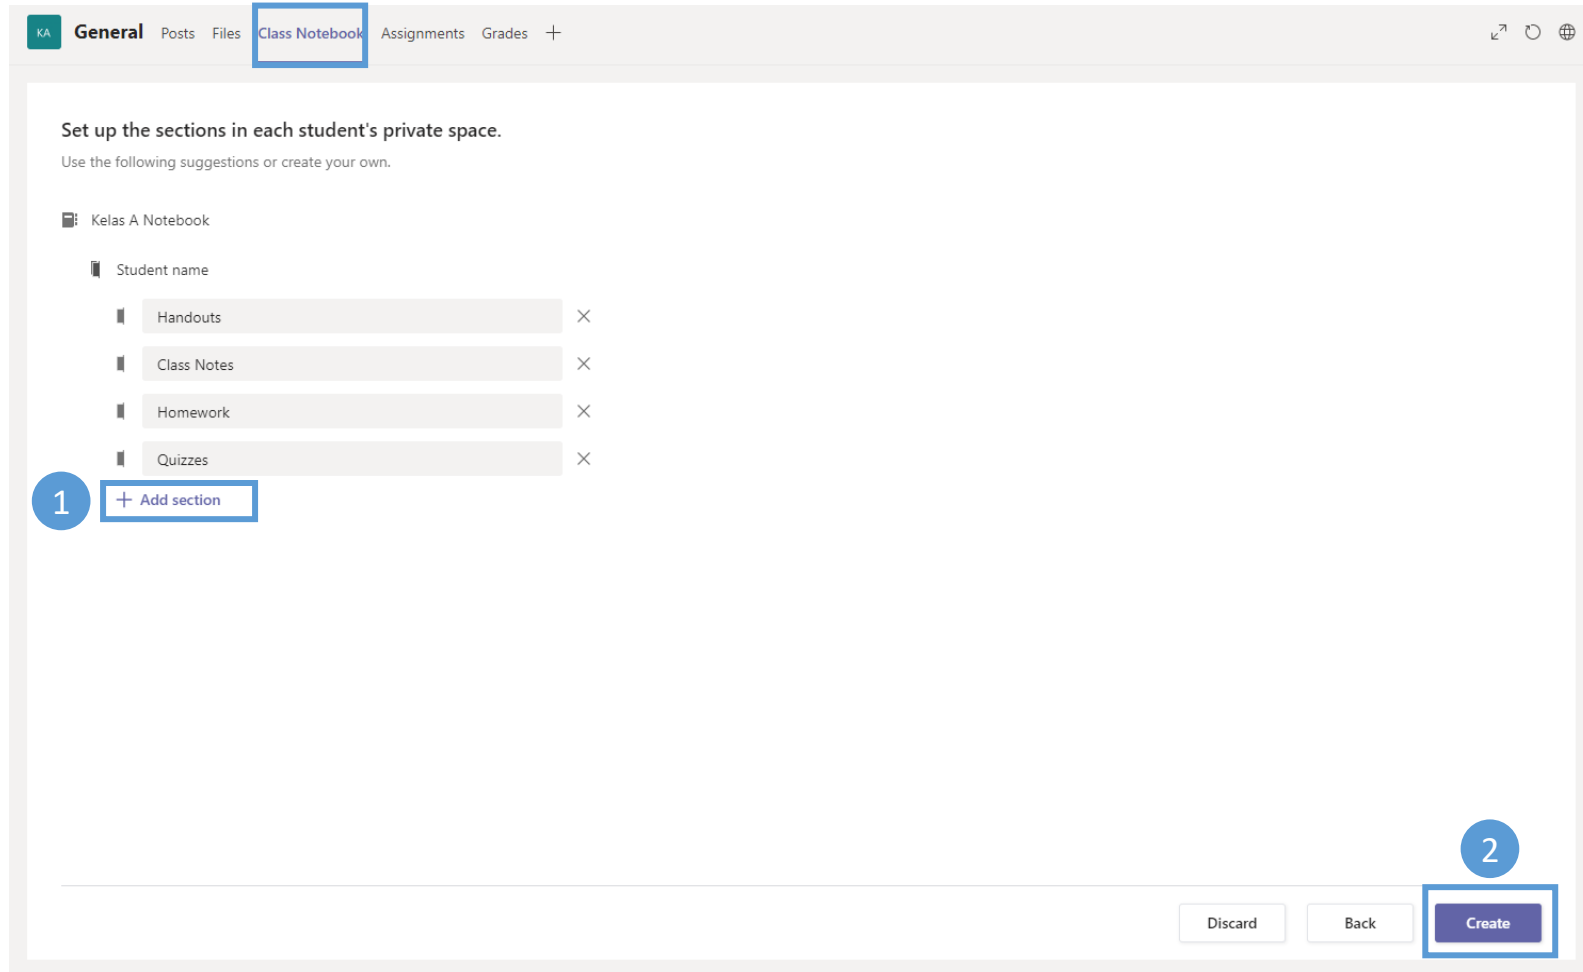 KA General Posts Files Class Notebook Assignments Grades
Set up the sections in each student's private space.
Use the following suggestions or create your own.
Kelas A Notebook
Student name
Handouts
Class Notes
Homework
Quizzes
1 + Add section
2
Discard Back Create